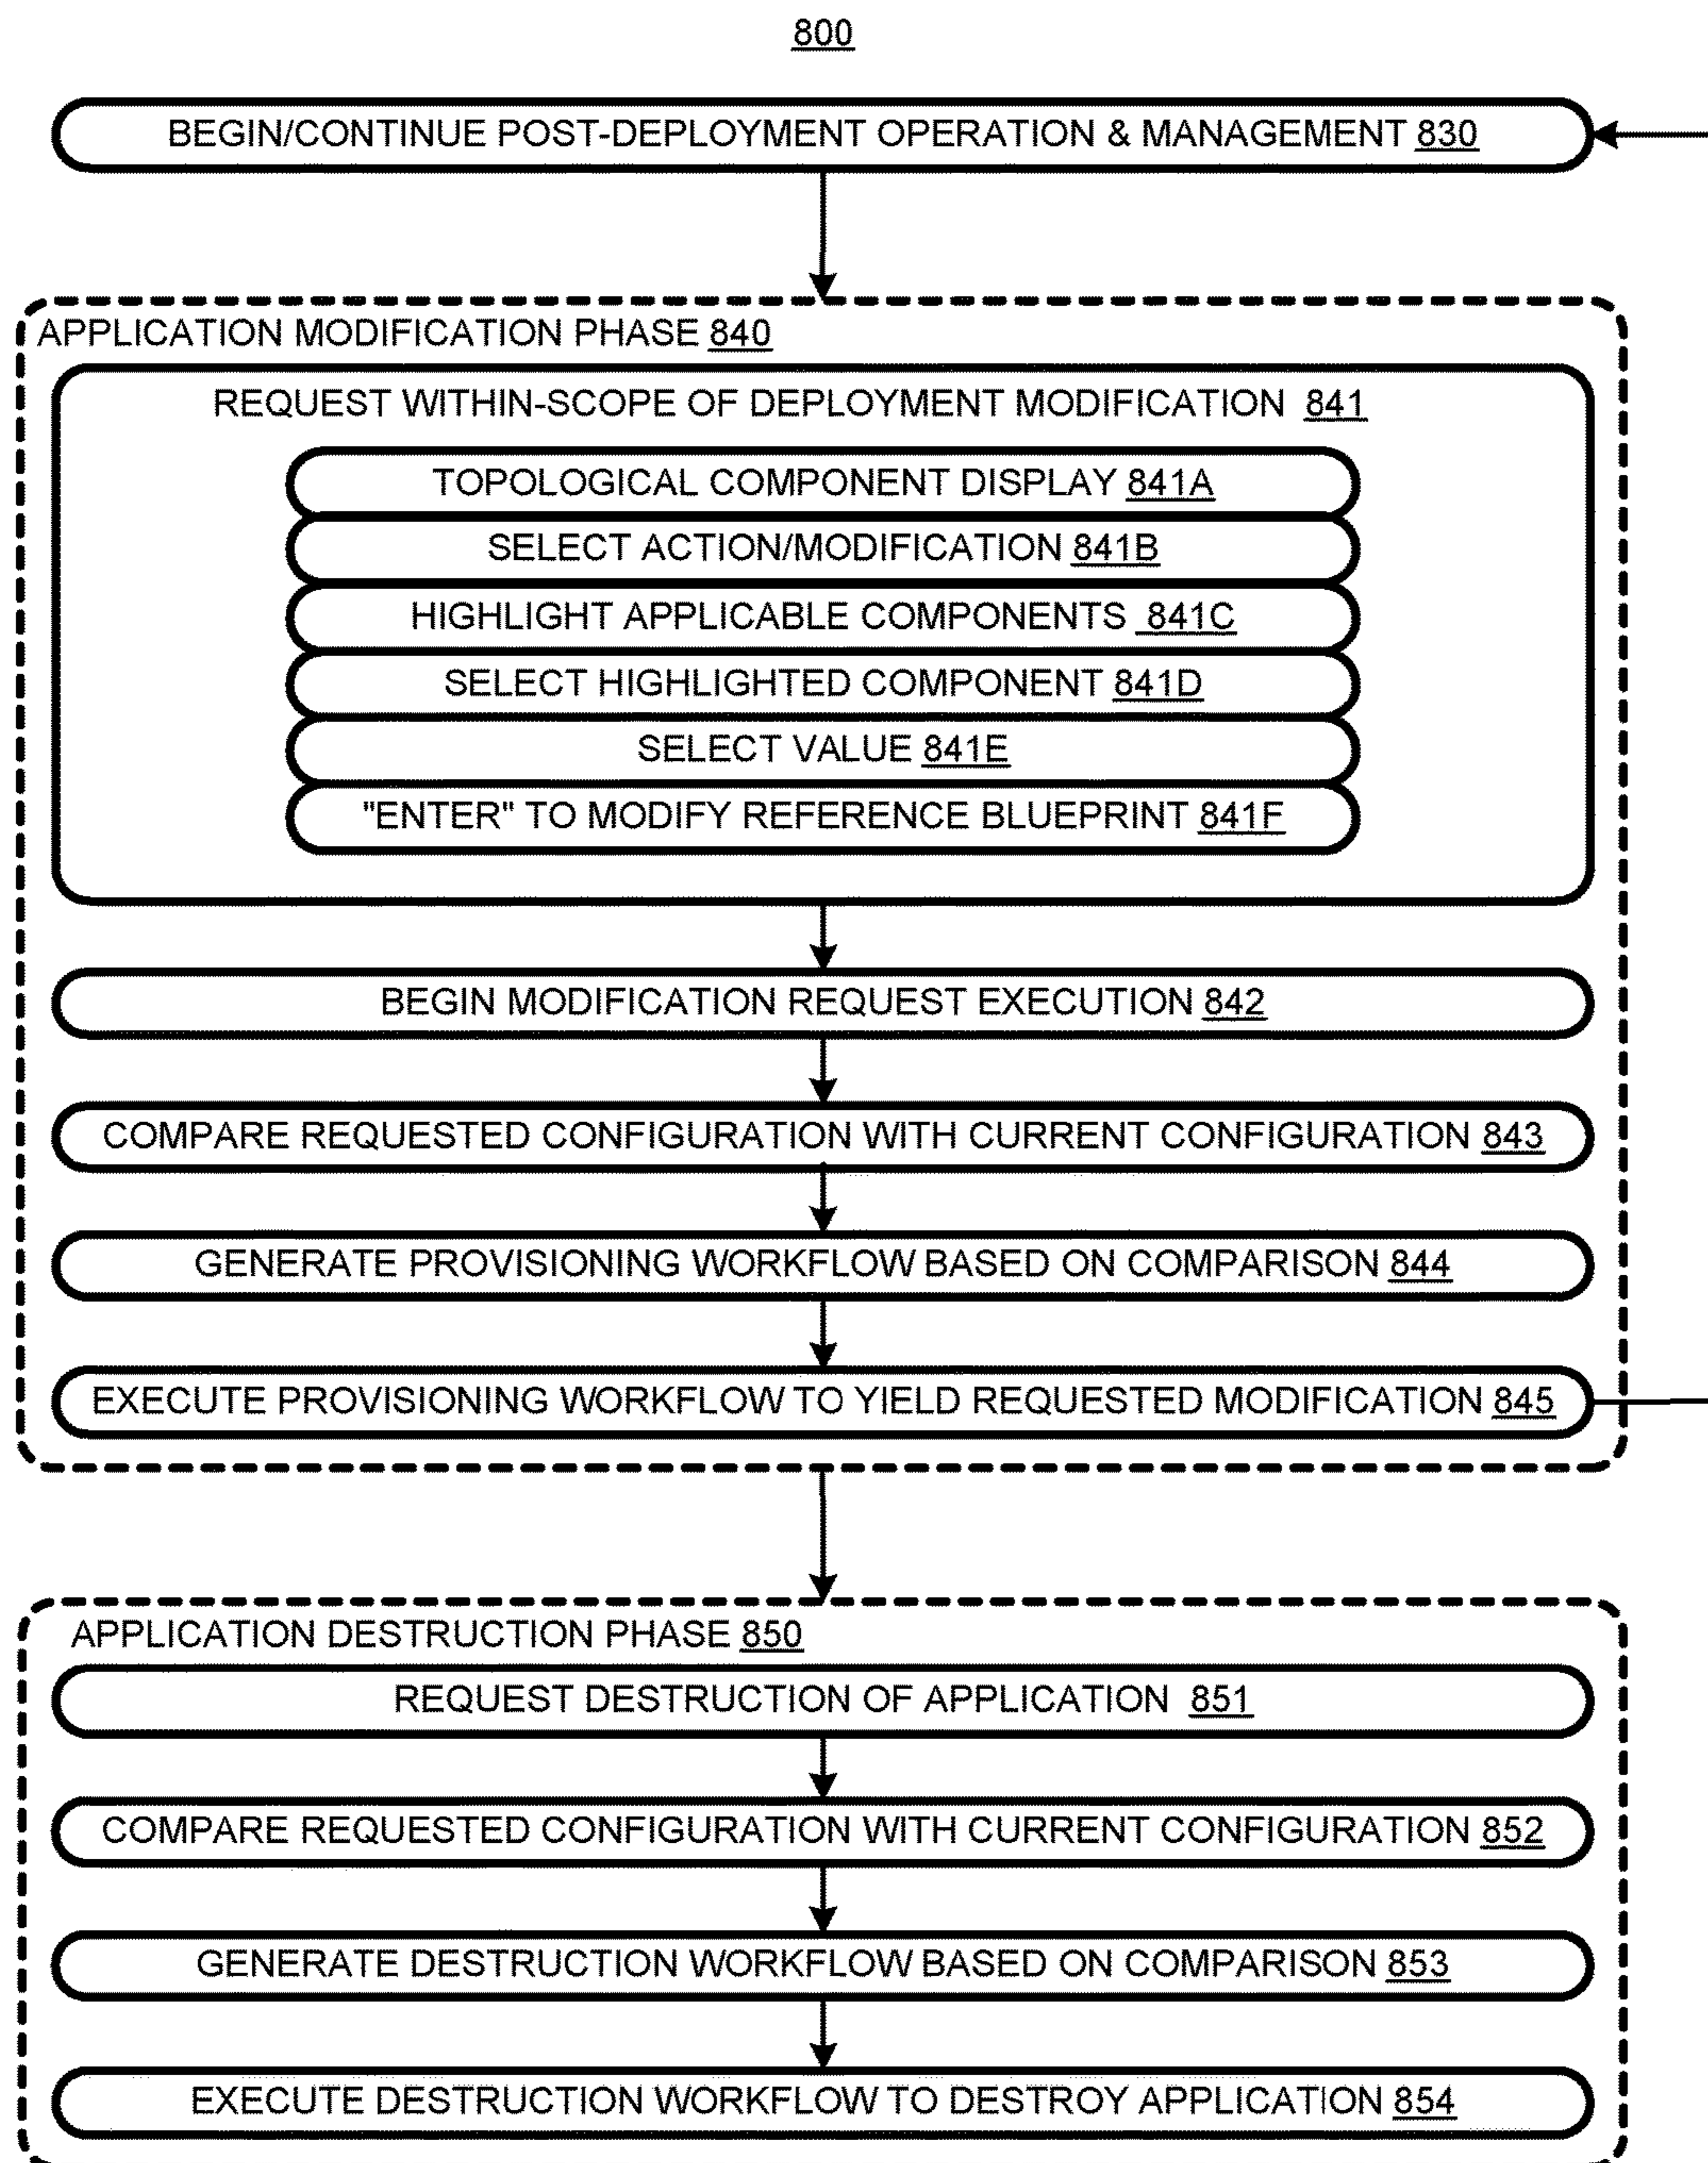 800
BEGIN/CONTINUE POST-DEPLOYMENT OPERATION & MANAGEMENT 830
APPLICATION MODIFICATION PHASE 840
REQUEST WITHIN-SCOPE OF DEPLOYMENT MODIFICATION 841
TOPOLOGICAL COMPONENT DISPLAY 841A
SELECT ACTION/MODIFICATION 841B
HIGHLIGHT APPLICABLE COMPONENTS 841C
SELECT HIGHLIGHTED COMPONENT 841D
SELECT VALUE 841E
"ENTER" TO MODIFY REFERENCE BLUEPRINT 841F
BEGIN MODIFICATION REQUEST EXECUTION 842
COMPARE REQUESTED CONFIGURATION WITH CURRENT CONFIGURATION 843
GENERATE PROVISIONING WORKFLOW BASED ON COMPARISON 844
EXECUTE PROVISIONING WORKFLOW TO YIELD REQUESTED MODIFICATION 845
APPLICATION DESTRUCTION PHASE 850
REQUEST DESTRUCTION OF APPLICATION 851
COMPARE REQUESTED CONFIGURATION WITH CURRENT CONFIGURATION 852
GENERATE DESTRUCTION WORKFLOW BASED ON COMPARISON 853
EXECUTE DESTRUCTION WORKFLOW TO DESTROY APPLICATION 854